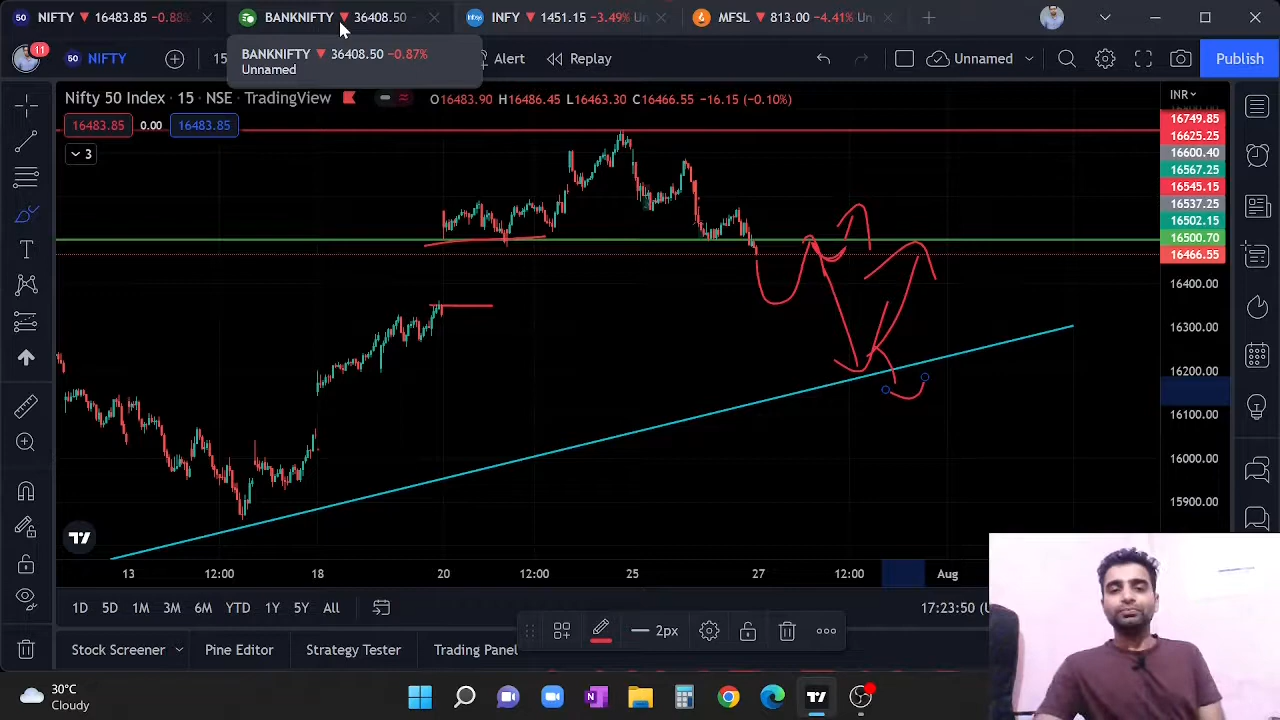 50 NIFTY ▼ 16483.85 −0.88%
BANKNIFTY ▼ 36408.50
Infosys INFY ▼ 1451.15 −3.49% Un
MFSL ▼ 813.00 −4.41% Un
11
50 NIFTY
15
Alert
Replay
Unnamed
Publish
BANKNIFTY ▼ 36408.50 −0.87%
Unnamed
Nifty 50 Index · 15 · NSE · TradingView
O16483.90 H16486.45 L16463.30 C16466.55 −16.15 (−0.10%)
INR
16483.85 0.00 16483.85
3
16749.85
16625.25
16600.40
16567.25
16545.15
16537.25
16502.15
16500.70
16466.55
16400.00
16300.00
16200.00
16100.00
16000.00
15900.00
13 12:00 18 20 12:00 25 27 12:00 Aug
1D 5D 1M 3M 6M YTD 1Y 5Y All
17:23:50 (U
2px
Stock Screener
Pine Editor
Strategy Tester
Trading Panel
30°C
Cloudy